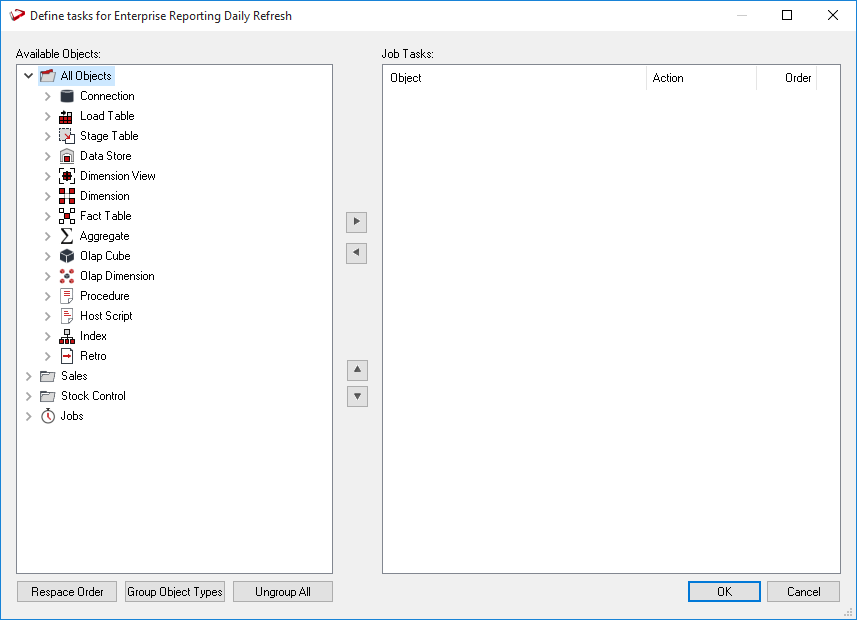 Define tasks for Enterprise Reporting Daily Refresh
Available Objects:
All Objects
Connection
Load Table
Stage Table
Data Store
Dimension View
Dimension
Fact Table
Aggregate
Olap Cube
Olap Dimension
Procedure
Host Script
Index
Retro
Sales
Stock Control
Jobs
Job Tasks:
Object Action Order
Respace Order Group Object Types Ungroup All OK Cancel